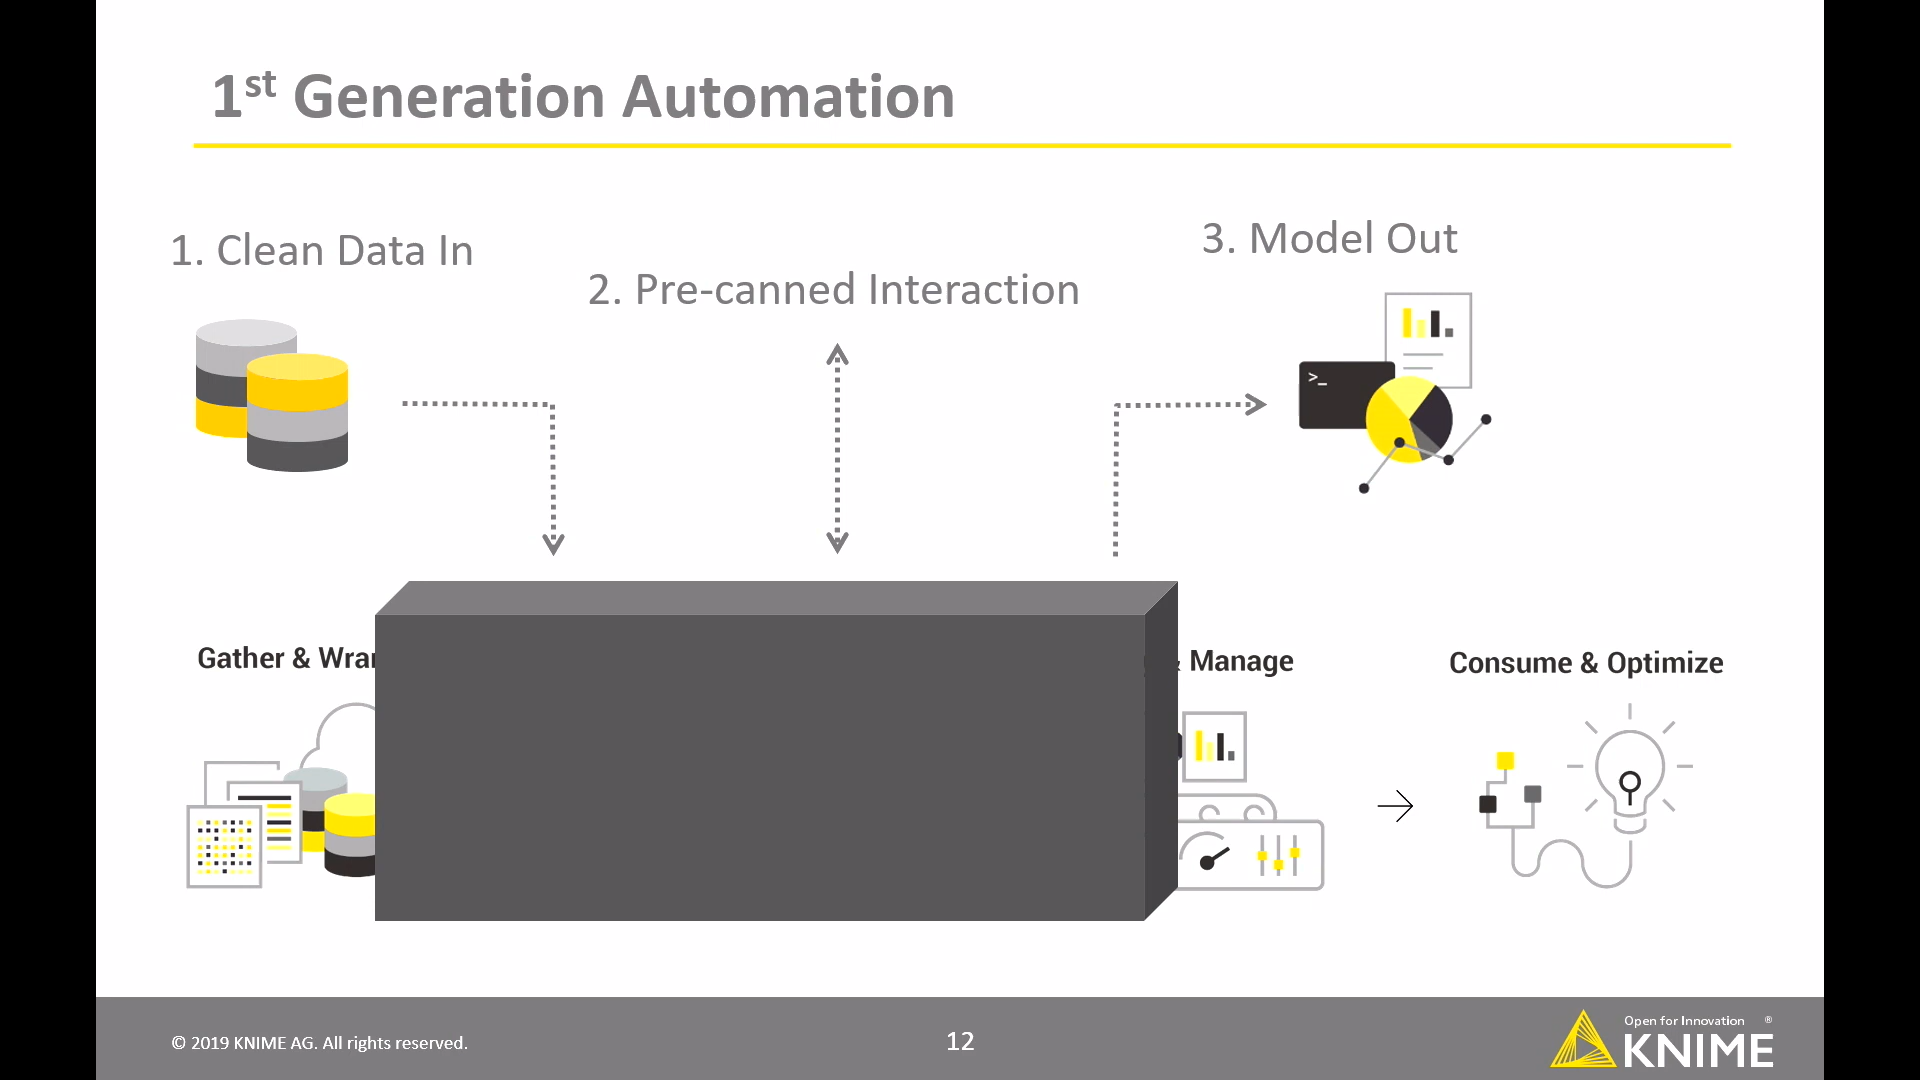 1st Generation Automation
1. Clean Data In
2. Pre-canned Interaction
3. Model Out
>_
Gather &
& Manage
Consume & Optimize
© 2019 KNIME AG. All rights reserved.
12
Open for Innovation ®
KNIME